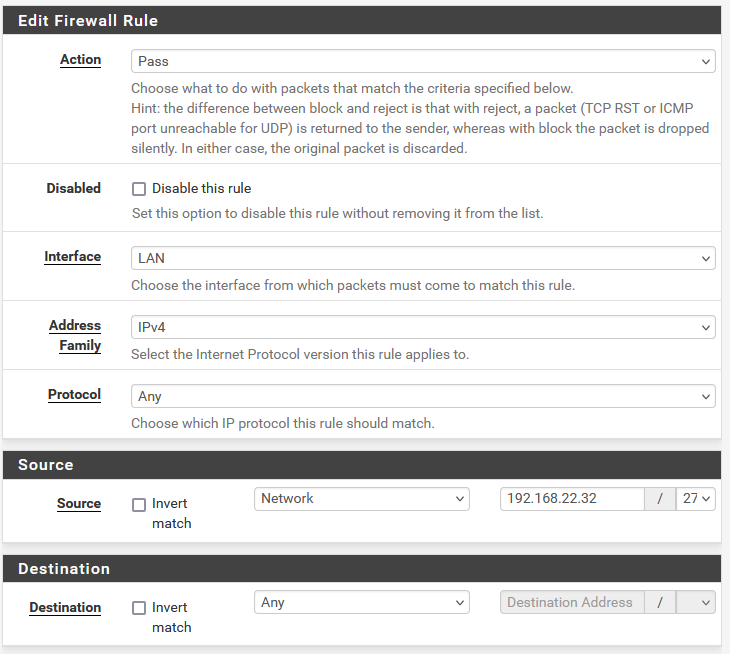 Edit Firewall Rule
Action
Pass
Choose what to do with packets that match the criteria specified below.
Hint: the difference between block and reject is that with reject, a packet (TCP RST or ICMP
port unreachable for UDP) is returned to the sender, whereas with block the packet is dropped
silently. In either case, the original packet is discarded.
Disabled
Disable this rule
Set this option to disable this rule without removing it from the list.
Interface
LAN
Choose the interface from which packets must come to match this rule.
Address
Family
IPv4
Select the Internet Protocol version this rule applies to.
Protocol
Any
Choose which IP protocol this rule should match.
Source
Source
Invert
match
Network
192.168.22.32
/
27
Destination
Destination
Invert
match
Any
Destination Address
/